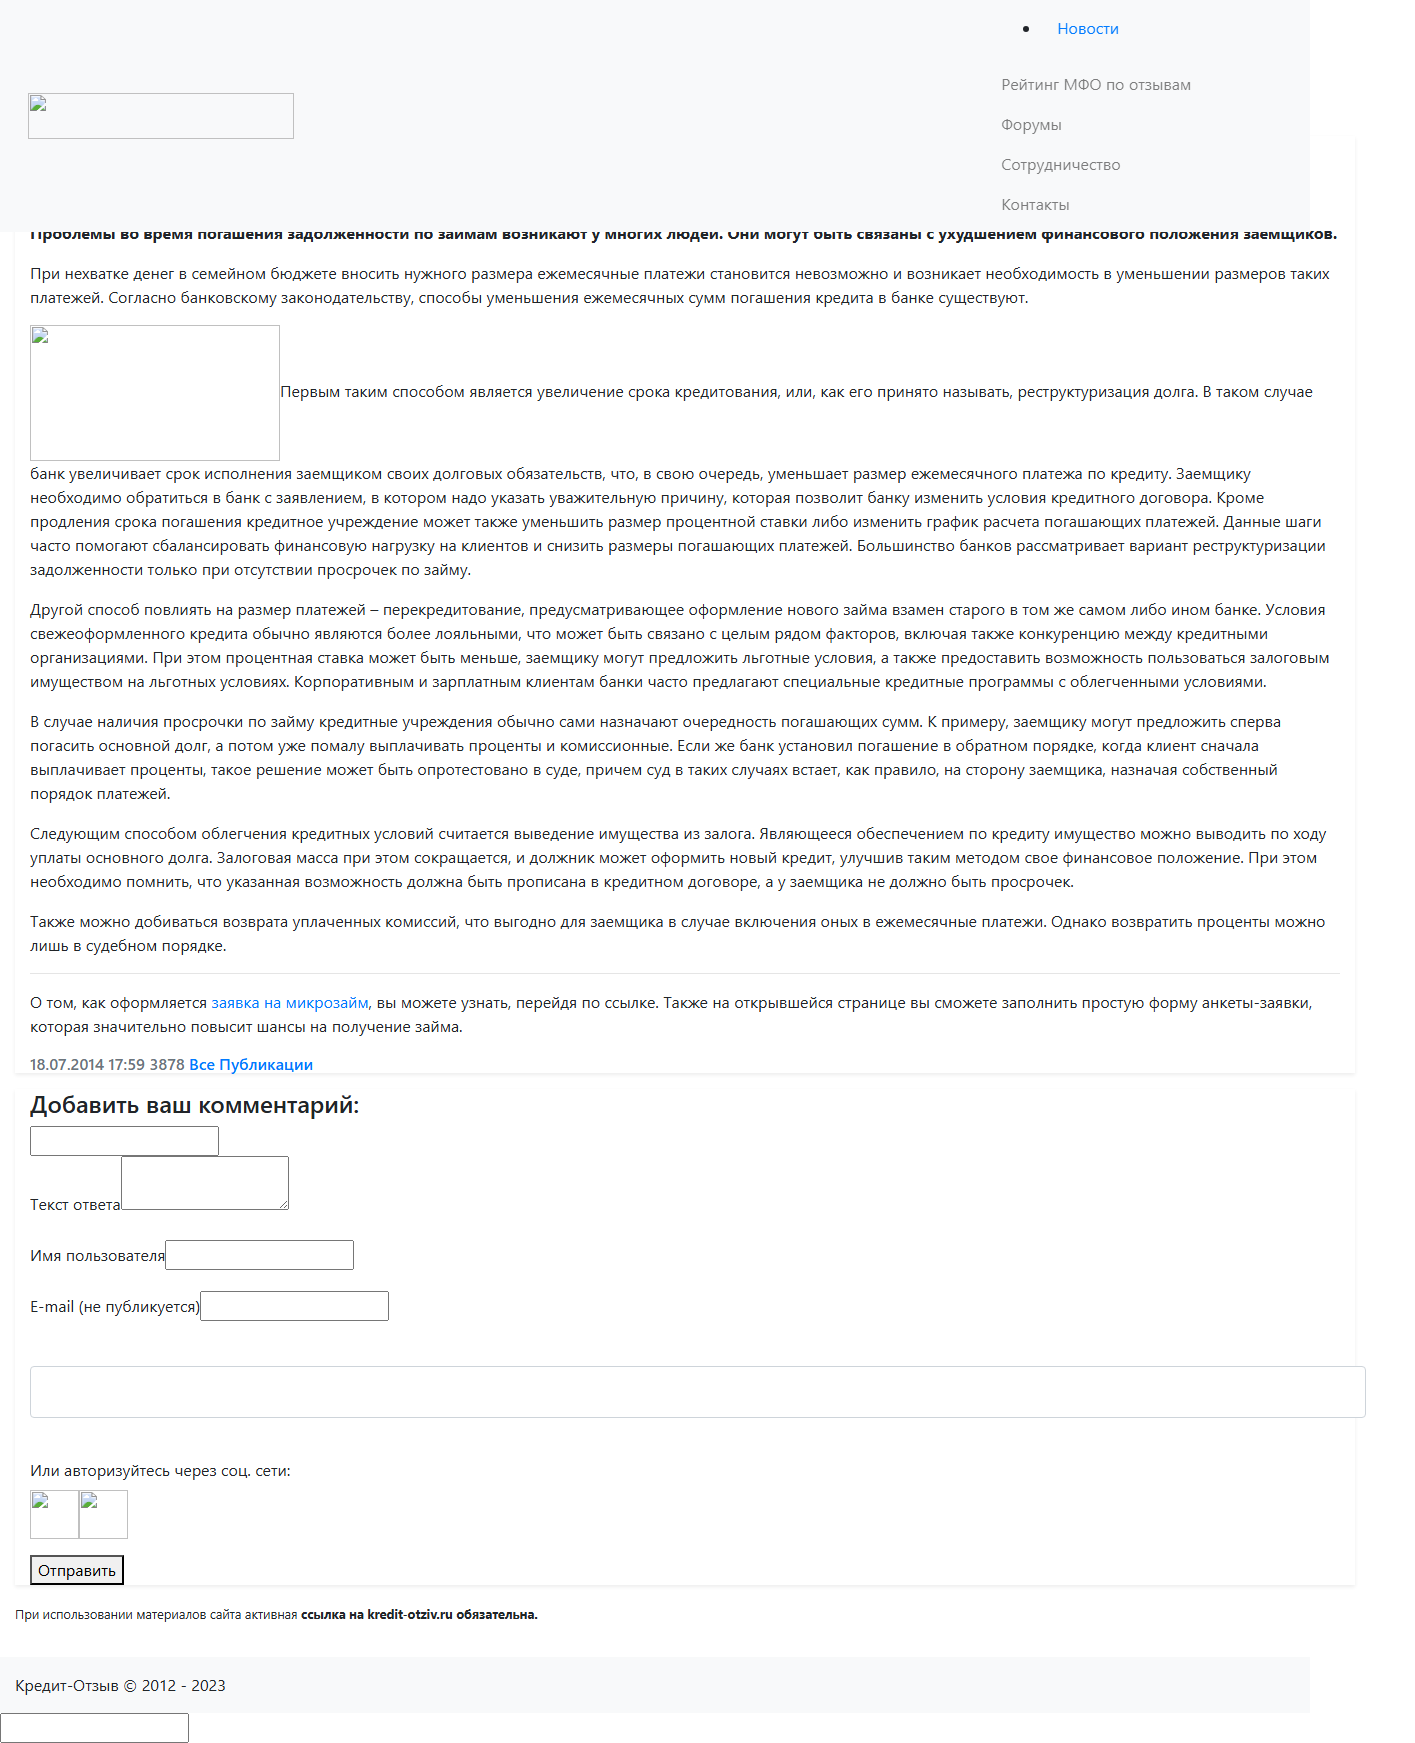 Новости
Рейтинг МФО по отзывам
Форумы
Сотрудничество
Контакты
Проблемы во время погашения задолженности по займам возникают у многих людей. Они могут быть связаны с ухудшением финансового положения заемщиков.
При нехватке денег в семейном бюджете вносить нужного размера ежемесячные платежи становится невозможно и возникает необходимость в уменьшении размеров таких
платежей. Согласно банковскому законодательству, способы уменьшения ежемесячных сумм погашения кредита в банке существуют.
Первым таким способом является увеличение срока кредитования, или, как его принято называть, реструктуризация долга. В таком случае
банк увеличивает срок исполнения заемщиком своих долговых обязательств, что, в свою очередь, уменьшает размер ежемесячного платежа по кредиту. Заемщику
необходимо обратиться в банк с заявлением, в котором надо указать уважительную причину, которая позволит банку изменить условия кредитного договора. Кроме
продления срока погашения кредитное учреждение может также уменьшить размер процентной ставки либо изменить график расчета погашающих платежей. Данные шаги
часто помогают сбалансировать финансовую нагрузку на клиентов и снизить размеры погашающих платежей. Большинство банков рассматривает вариант реструктуризации
задолженности только при отсутствии просрочек по займу.
Другой способ повлиять на размер платежей – перекредитование, предусматривающее оформление нового займа взамен старого в том же самом либо ином банке. Условия
свежеоформленного кредита обычно являются более лояльными, что может быть связано с целым рядом факторов, включая также конкуренцию между кредитными
организациями. При этом процентная ставка может быть меньше, заемщику могут предложить льготные условия, а также предоставить возможность пользоваться залоговым
имуществом на льготных условиях. Корпоративным и зарплатным клиентам банки часто предлагают специальные кредитные программы с облегченными условиями.
В случае наличия просрочки по займу кредитные учреждения обычно сами назначают очередность погашающих сумм. К примеру, заемщику могут предложить сперва
погасить основной долг, а потом уже помалу выплачивать проценты и комиссионные. Если же банк установил погашение в обратном порядке, когда клиент сначала
выплачивает проценты, такое решение может быть опротестовано в суде, причем суд в таких случаях встает, как правило, на сторону заемщика, назначая собственный
порядок платежей.
Следующим способом облегчения кредитных условий считается выведение имущества из залога. Являющееся обеспечением по кредиту имущество можно выводить по ходу
уплаты основного долга. Залоговая масса при этом сокращается, и должник может оформить новый кредит, улучшив таким методом свое финансовое положение. При этом
необходимо помнить, что указанная возможность должна быть прописана в кредитном договоре, а у заемщика не должно быть просрочек.
Также можно добиваться возврата уплаченных комиссий, что выгодно для заемщика в случае включения оных в ежемесячные платежи. Однако возвратить проценты можно
лишь в судебном порядке.
О том, как оформляется заявка на микрозайм, вы можете узнать, перейдя по ссылке. Также на открывшейся странице вы сможете заполнить простую форму анкеты-заявки,
которая значительно повысит шансы на получение займа.
18.07.2014 17:59 3878 Все Публикации
Добавить ваш комментарий:
Текст ответа
Имя пользователя
E-mail (не публикуется)
Или авторизуйтесь через соц. сети:
Отправить
При использовании материалов сайта активная ссылка на kredit-otziv.ru обязательна.
Кредит-Отзыв © 2012 - 2023